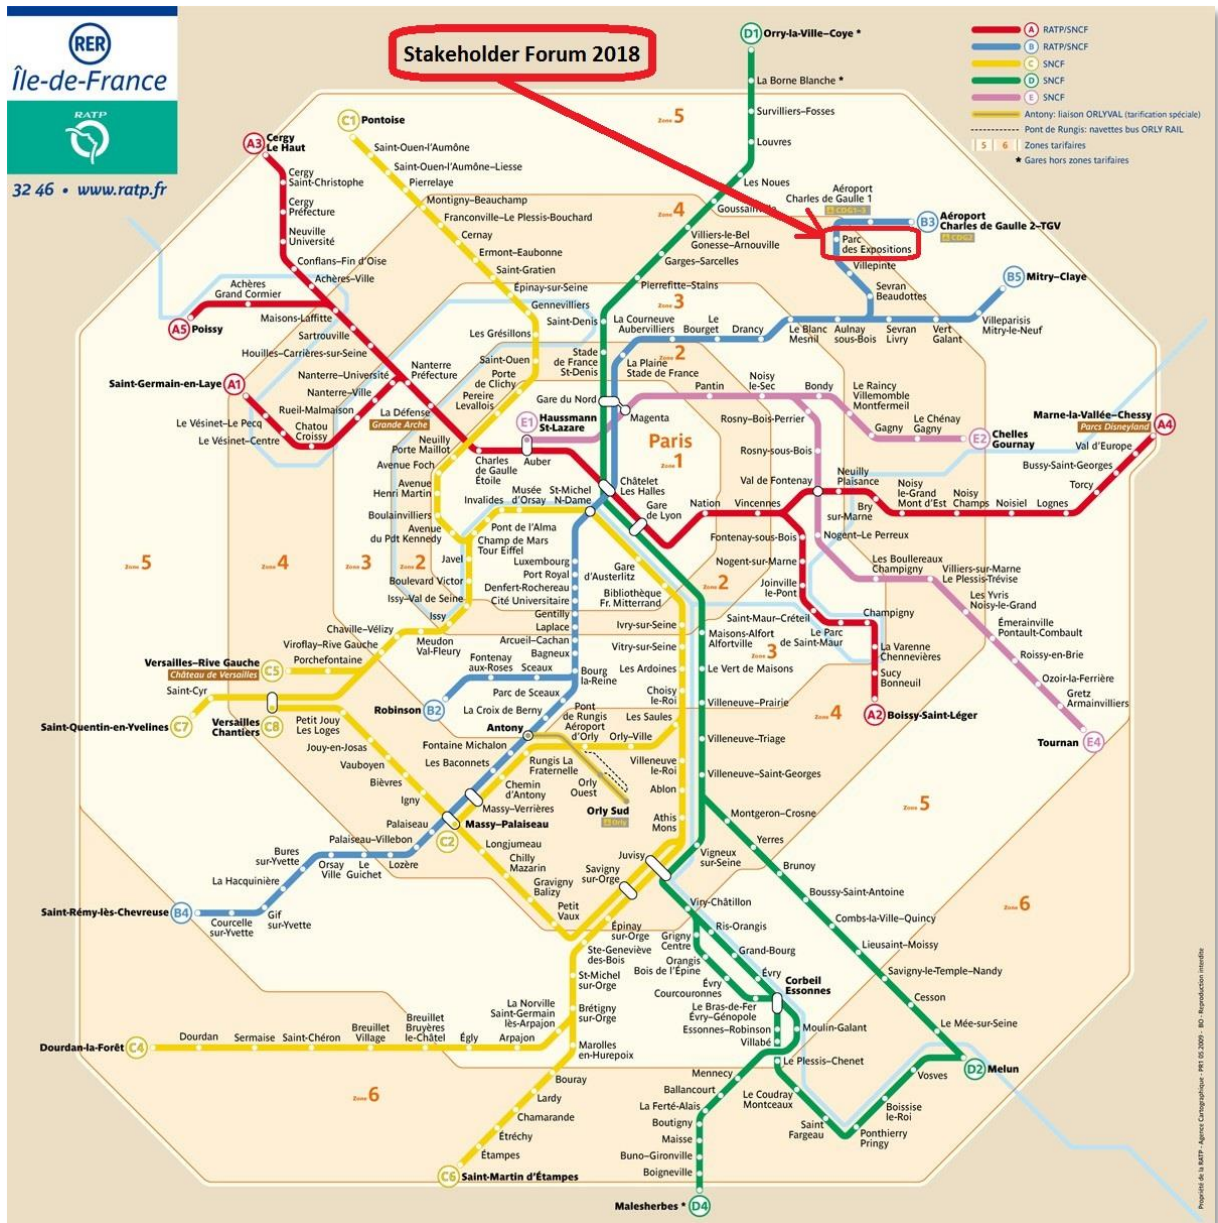 RER
Île-de-France
RATP
32 46 • www.ratp.fr
Stakeholder Forum 2018
A RATP/SNCF
B RATP/SNCF
C SNCF
D SNCF
E SNCF
Antony: liaison ORLYVAL (tarification spéciale)
Pont de Rungis: navettes bus ORLY RAIL
5 6 Zones tarifaires
* Gares hors zones tarifaires
D1 Orry-la-Ville–Coye *
La Borne Blanche *
Survilliers–Fosses
Louvres
Les Noues
Goussainville
Villiers-le-Bel
Gonesse–Arnouville
Garges–Sarcelles
Pierrefitte–Stains
Saint-Denis
Stade
de France
St-Denis
C1 Pontoise
Saint-Ouen-l'Aumône
Saint-Ouen-l'Aumône–Liesse
Pierrelaye
Montigny–Beauchamp
Franconville–Le Plessis-Bouchard
Cernay
Ermont–Eaubonne
Saint-Gratien
Épinay-sur-Seine
Gennevilliers
Les Grésillons
Saint-Ouen
Porte
de Clichy
Pereire
Levallois
Neuilly
Porte Maillot
Avenue Foch
Avenue
Henri Martin
Boulainvilliers
Avenue
du Pdt Kennedy
A3 Cergy
Le Haut
Cergy
Saint-Christophe
Cergy
Préfecture
Neuville
Université
Conflans–Fin d'Oise
Achères–Ville
Achères
Grand Cormier
A5 Poissy
Maisons-Laffitte
Sartrouville
Houilles–Carrières-sur-Seine
Nanterre–Université
Nanterre
Préfecture
Nanterre–Ville
Rueil-Malmaison
Saint-Germain-en-Laye A1
Le Vésinet–Le Pecq
Le Vésinet–Centre
Chatou
Croissy
La Défense
Grande Arche
Charles
de Gaulle
Étoile
Auber
E1 Haussmann
St-Lazare
Gare du Nord
Magenta
Paris
Zone 1
Châtelet
Les Halles
Gare
de Lyon
Nation
Vincennes
Aéroport
Charles de Gaulle 1
CDG1-3
B3 Aéroport
Charles de Gaulle 2–TGV
CDG2
Parc
des Expositions
Villepinte
Sevran
Beaudottes
B5 Mitry–Claye
Villeparisis
Mitry-le-Neuf
Vert
Galant
Sevran
Livry
Aulnay
sous-Bois
Le Blanc
Mesnil
Drancy
Le
Bourget
La Courneuve
Aubervilliers
La Plaine
Stade de France
Pantin
Noisy
le-Sec
Bondy
Le Raincy
Villemomble
Montfermeil
Gagny
Le Chénay
Gagny
E2 Chelles
Gournay
Rosny–Bois-Perrier
Rosny-sous-Bois
Val de Fontenay
Neuilly
Plaisance
Bry
sur-Marne
Noisy
le-Grand
Mont d'Est
Noisy
Champs
Noisiel
Lognes
Torcy
Bussy-Saint-Georges
Val d'Europe
Marne-la-Vallée–Chessy A4
Parcs Disneyland
Nogent–Le Perreux
Les Boullereaux
Champigny
Villiers-sur-Marne
Le Plessis-Trévise
Les Yvris
Noisy-le-Grand
Émerainville
Pontault-Combault
Roissy-en-Brie
Ozoir-la-Ferrière
Gretz
Armainvilliers
Tournan E4
Fontenay-sous-Bois
Nogent-sur-Marne
Joinville
le-Pont
Saint-Maur–Créteil
Le Parc
de Saint-Maur
Champigny
La Varenne
Chennevières
Sucy
Bonneuil
A2 Boissy-Saint-Léger
Invalides
Musée
d'Orsay
St-Michel
N-Dame
Pont de l'Alma
Champ de Mars
Tour Eiffel
Javel
Boulevard Victor
Issy–Val de Seine
Issy
Meudon
Val-Fleury
Chaville–Vélizy
Viroflay–Rive Gauche
Porchefontaine
Versailles–Rive Gauche C5
Château de Versailles
Saint-Cyr
Saint-Quentin-en-Yvelines C7
Versailles
Chantiers C8
Petit Jouy
Les Loges
Jouy-en-Josas
Vauboyen
Bièvres
Igny
Luxembourg
Port Royal
Denfert-Rochereau
Cité Universitaire
Gentilly
Laplace
Arcueil–Cachan
Bagneux
Bourg
la-Reine
Fontenay
aux-Roses
Sceaux
Robinson B2
Parc de Sceaux
La Croix de Berny
Antony
Fontaine Michalon
Les Baconnets
Massy–Verrières
Massy–Palaiseau
C2
Palaiseau
Palaiseau–Villebon
Lozère
Le
Guichet
Orsay
Ville
Bures
sur-Yvette
La Hacquinière
Gif
sur-Yvette
Courcelle
sur-Yvette
Saint-Rémy-lès-Chevreuse B4
Gare
d'Austerlitz
Bibliothèque
Fr. Mitterrand
Ivry-sur-Seine
Vitry-sur-Seine
Les Ardoines
Choisy
le-Roi
Les Saules
Orly–Ville
Pont
de Rungis
Aéroport
d'Orly
Rungis La
Fraternelle
Chemin
d'Antony
Orly
Ouest
Orly Sud
Orly
Villeneuve
le-Roi
Ablon
Athis
Mons
Juvisy
Savigny
sur-Orge
Longjumeau
Chilly
Mazarin
Gravigny
Balizy
Petit
Vaux
Épinay
sur-Orge
Ste-Geneviève
des-Bois
St-Michel
sur-Orge
Brétigny
sur-Orge
Marolles
en-Hurepoix
Bouray
Lardy
Chamarande
Étréchy
Étampes
C6 Saint-Martin d'Étampes
La Norville
Saint-Germain
lès-Arpajon
Arpajon
Égly
Breuillet
Bruyères
le-Châtel
Breuillet
Village
Saint-Chéron
Sermaise
Dourdan
Dourdan-la-Forêt C4
Maisons-Alfort
Alfortville
Le Vert de Maisons
Villeneuve–Prairie
Villeneuve–Triage
Villeneuve–Saint-Georges
Montgeron–Crosne
Yerres
Brunoy
Boussy-Saint-Antoine
Combs-la-Ville–Quincy
Lieusaint–Moissy
Savigny-le-Temple–Nandy
Cesson
Le Mée-sur-Seine
D2 Melun
Vigneux
sur-Seine
Viry-Châtillon
Ris-Orangis
Grand-Bourg
Évry
Corbeil
Essonnes
Grigny
Centre
Orangis
Bois de l'Épine
Évry
Courcouronnes
Le Bras-de-Fer
Évry–Génopole
Essonnes–Robinson
Villabé
Moulin-Galant
Le Plessis-Chenet
Mennecy
Ballancourt
La Ferté-Alais
Boutigny
Maisse
Buno–Gironville
Boigneville
Malesherbes * D4
Le Coudray
Montceaux
Saint
Fargeau
Ponthierry
Pringy
Boissise
le-Roi
Vosves
Zone 5
Zone 4
Zone 3
Zone 2
Zone 5
Zone 4
Zone 3
Zone 2
Zone 2
Zone 3
Zone 4
Zone 5
Zone 6
Zone 6
Propriété de la RATP - Agence Cartographique - PR1 05.2009 - BO - Reproduction interdite